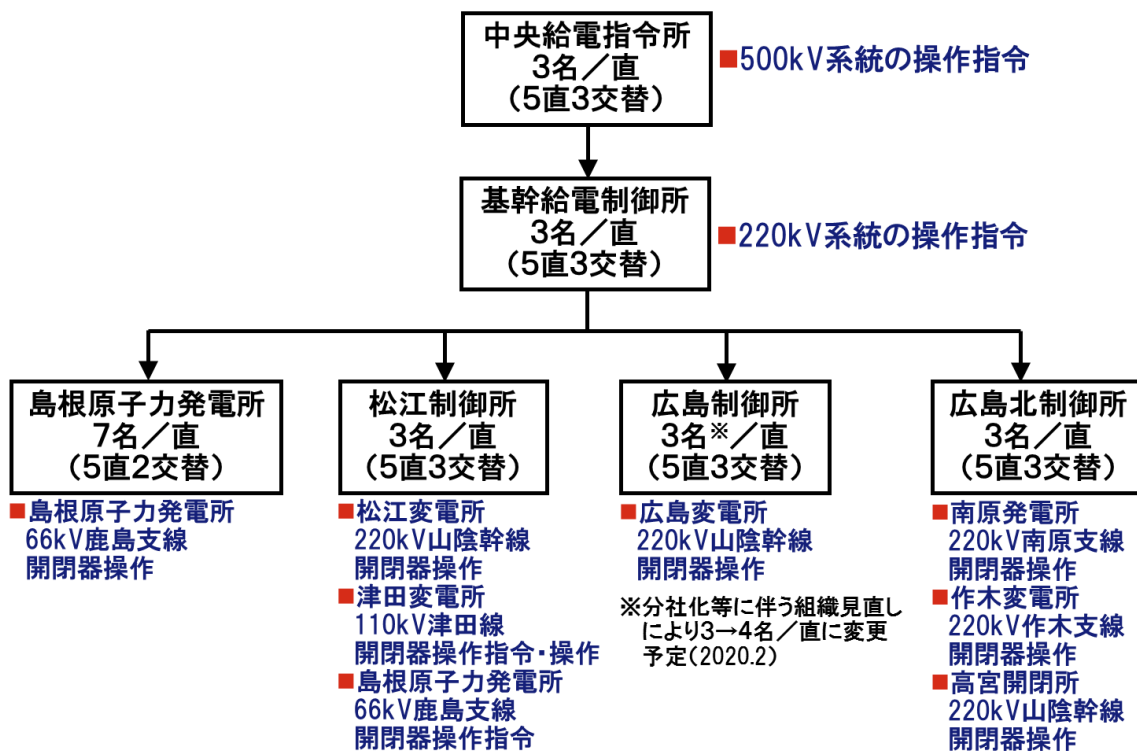 中央給電指令所
3名／直
（5直3交替）
■500kV系統の操作指令
基幹給電制御所
3名／直
（5直3交替）
■220kV系統の操作指令
島根原子力発電所
7名／直
（5直2交替）
■島根原子力発電所
66kV鹿島支線
開閉器操作
松江制御所
3名／直
（5直3交替）
■松江変電所
220kV山陰幹線
開閉器操作
■津田変電所
110kV津田線
開閉器操作指令・操作
■島根原子力発電所
66kV鹿島支線
開閉器操作指令
広島制御所
3名※／直
（5直3交替）
■広島変電所
220kV山陰幹線
開閉器操作
※分社化等に伴う組織見直し
により3→4名／直に変更
予定（2020.2）
広島北制御所
3名／直
（5直3交替）
■南原発電所
220kV南原支線
開閉器操作
■作木変電所
220kV作木支線
開閉器操作
■高宮開閉所
220kV山陰幹線
開閉器操作